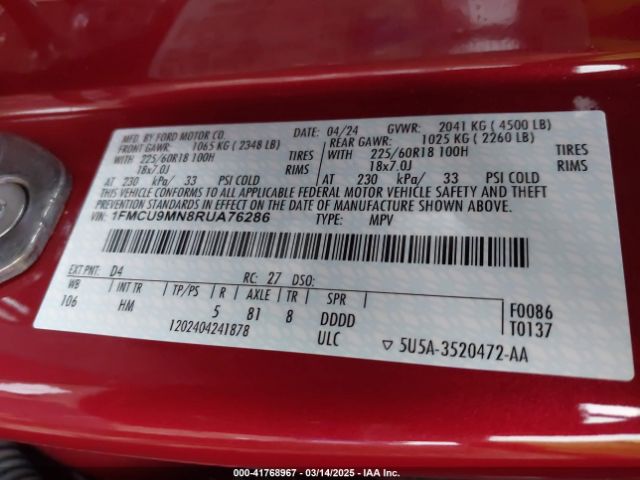 MFD. BY FORD MOTOR CO. DATE: 04/24 GVWR: 2041 KG ( 4500 LB)
FRONT GAWR: 1065 KG ( 2348 LB) REAR GAWR: 1025 KG ( 2260 LB)
WITH 225/60R18 100H TIRES WITH 225/60R18 100H TIRES
18x7.0J RIMS 18x7.0J RIMS
AT 230 kPa/ 33 PSI COLD AT 230 kPa/ 33 PSI COLD
THIS VEHICLE CONFORMS TO ALL APPLICABLE FEDERAL MOTOR VEHICLE SAFETY AND THEFT
PREVENTION STANDARDS IN EFFECT ON THE DATE OF MANUFACTURE SHOWN ABOVE.
VIN: 1FMCU9MN8RUA76286 TYPE: MPV
EXT PNT: D4 RC: 27 DSO:
WB INT TR TP/PS R AXLE TR SPR
106 HM 5 81 8 DDDD
1202404241878 ULC
F0086
T0137
▽ 5U5A-3520472-AA
000-41768967 - 03/14/2025 - IAA Inc.